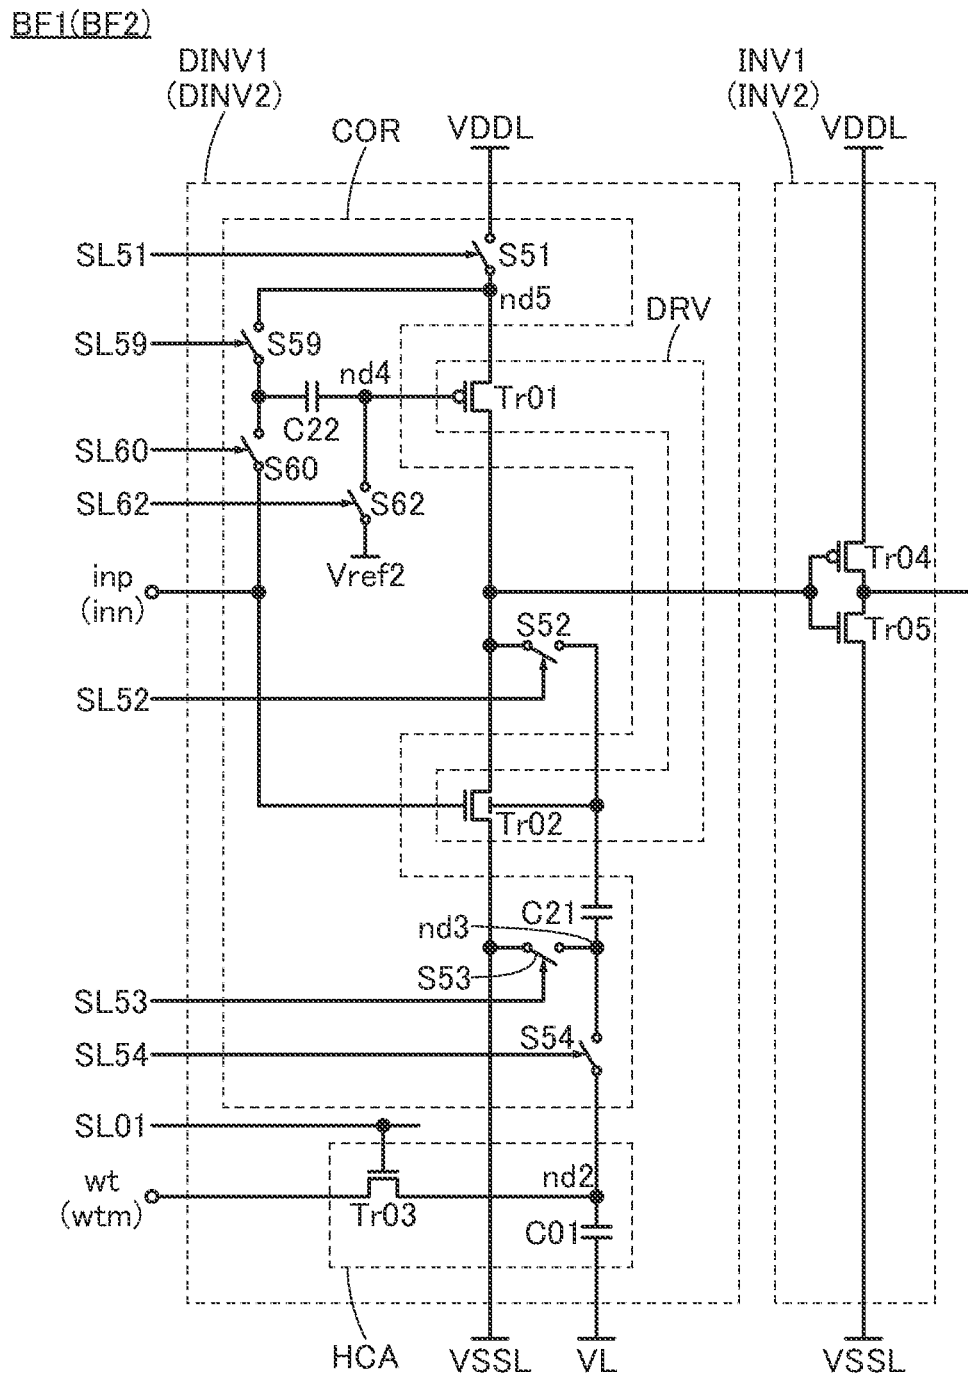 BF1(BF2)
DINV1
(DINV2)
INV1
(INV2)
COR
VDDL
VDDL
SL51
S51
nd5
DRV
SL59
S59
nd4
Tr01
C22
SL60
S60
SL62
S62
Vref2
inp
(inn)
Tr04
Tr05
S52
SL52
Tr02
C21
nd3
S53
SL53
S54
SL54
SL01
wt
(wtm)
nd2
Tr03
C01
HCA
VSSL
VL
VSSL